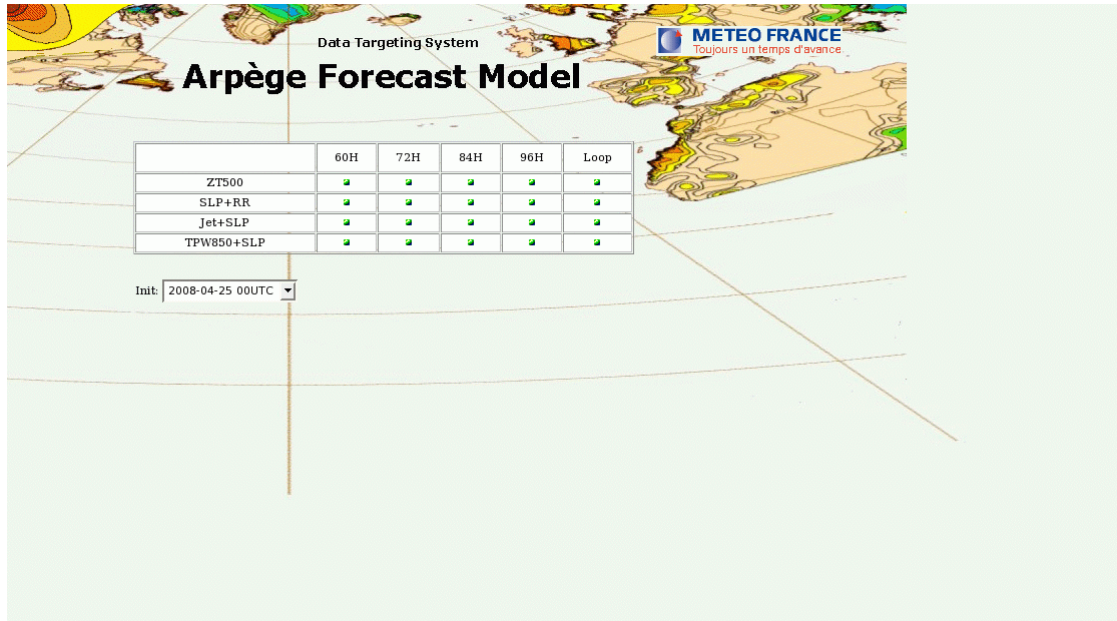 Data Targeting System
METEO FRANCE
Toujours un temps d'avance
Arpège Forecast Model
60H 72H 84H 96H Loop
ZT500
SLP+RR
Jet+SLP
TPW850+SLP
Init: 2008-04-25 00UTC